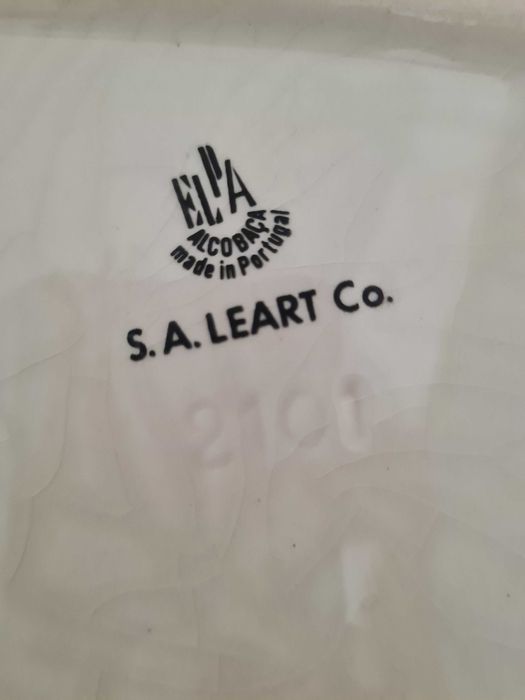 ELPA
ALCOBAÇA
made in Portugal
S. A. LEART Co.